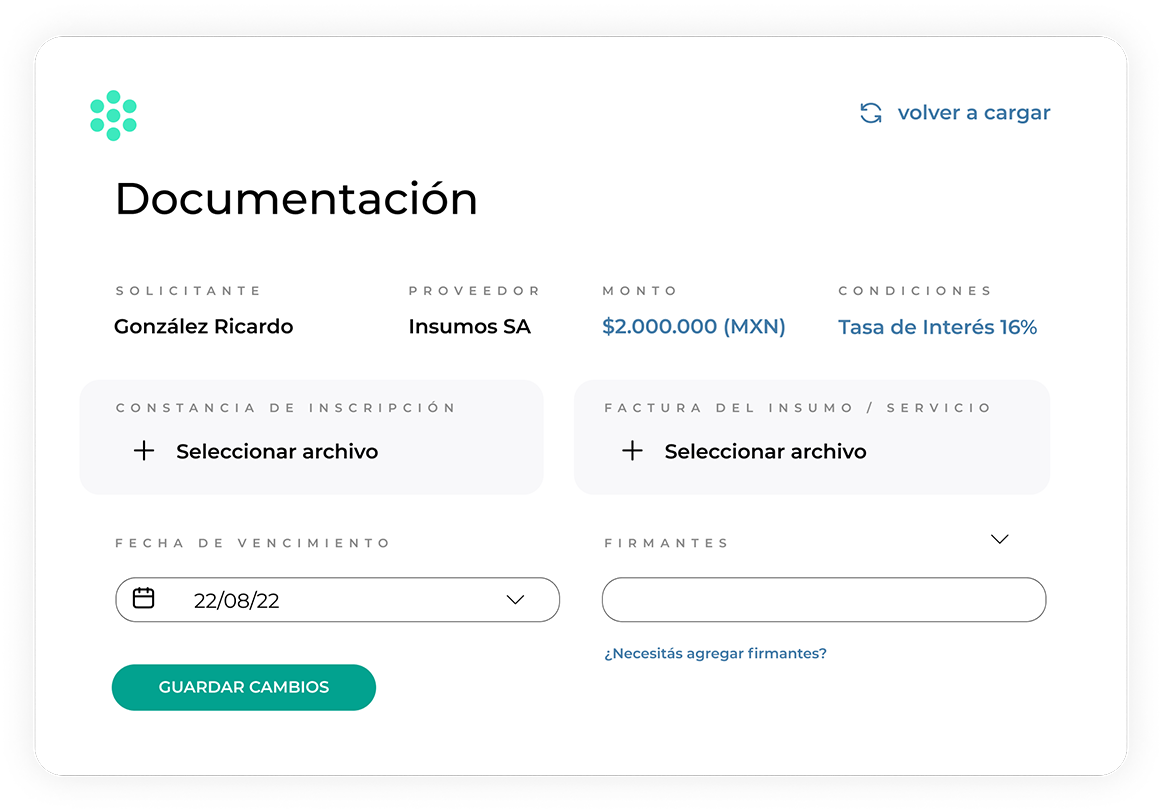 volver a cargar
Documentación
SOLICITANTE PROVEEDOR MONTO CONDICIONES
González Ricardo Insumos SA $2.000.000 (MXN) Tasa de Interés 16%
CONSTANCIA DE INSCRIPCIÓN FACTURA DEL INSUMO / SERVICIO
+ Seleccionar archivo + Seleccionar archivo
FECHA DE VENCIMIENTO FIRMANTES
22/08/22
¿Necesitás agregar firmantes?
GUARDAR CAMBIOS